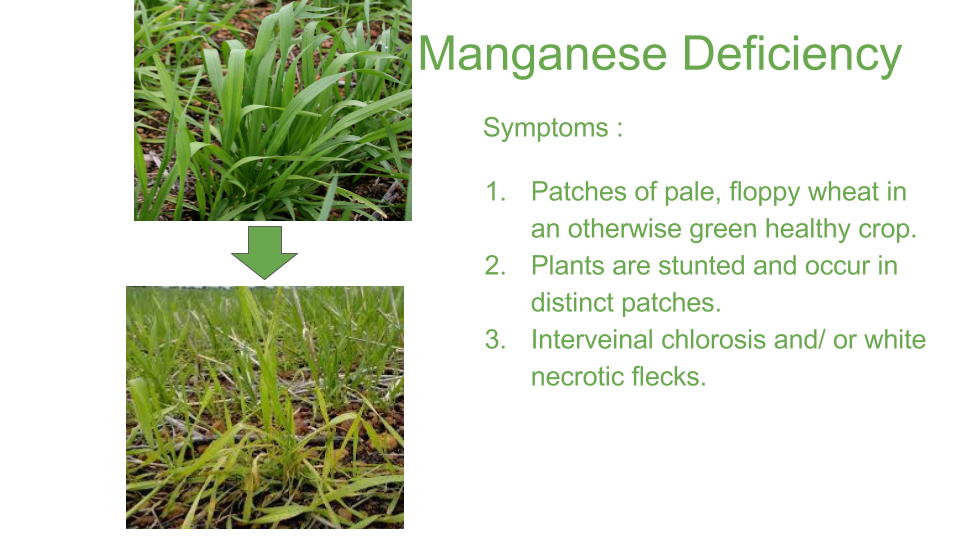 Manganese Deficiency
Symptoms :
1. Patches of pale, floppy wheat in
an otherwise green healthy crop.
2. Plants are stunted and occur in
distinct patches.
3. Interveinal chlorosis and/ or white
necrotic flecks.